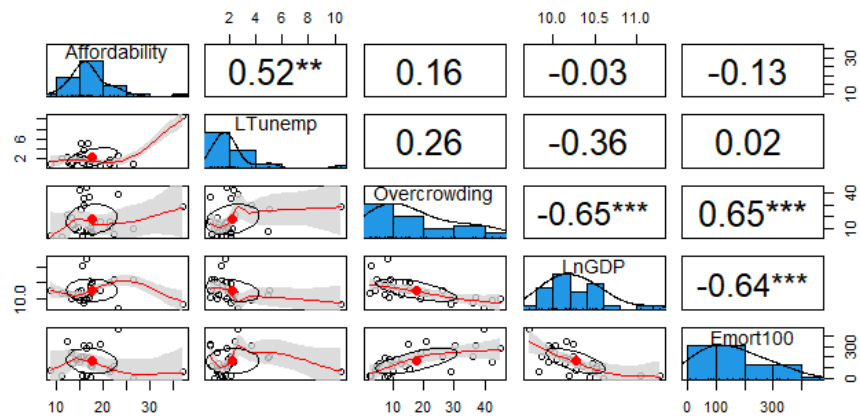 2 4 6 8 10
10.0 10.5 11.0
Affordability
0.52**
0.16
-0.03
-0.13
10 30
2 6
LTunemp
0.26
-0.36
0.02
Overcrowding
-0.65***
0.65***
10 40
10.0
LnGDP
-0.64***
Emort100
0 300
10 20 30
10 20 30 40
0 100 300